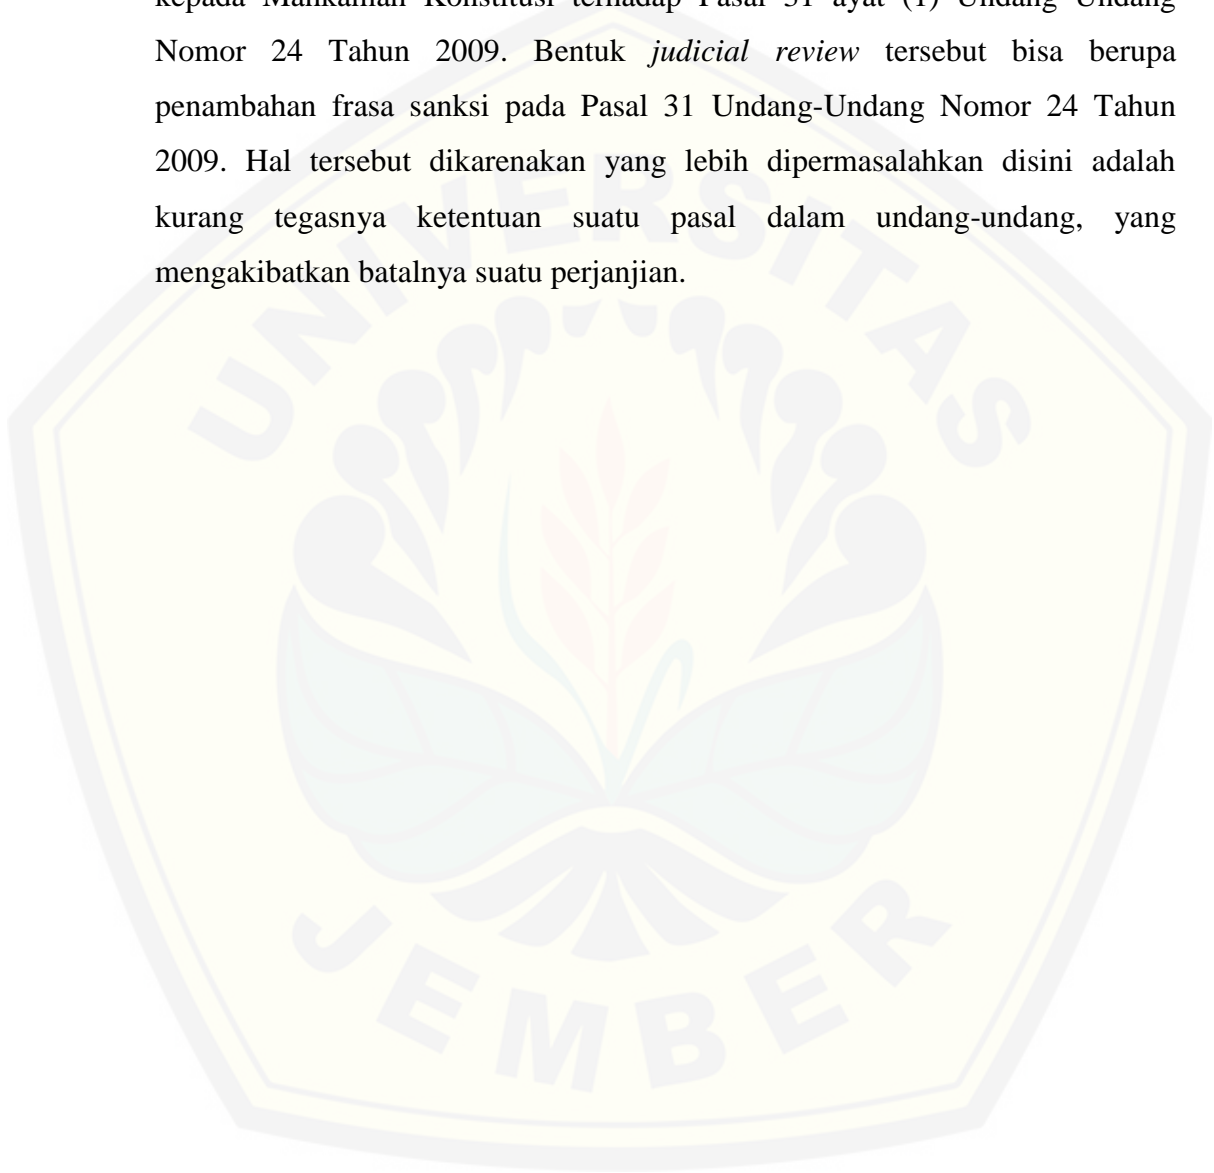 kepada Mahkamah Konstitusi terhadap Pasal 31 ayat (1) Undang Undang
Nomor 24 Tahun 2009. Bentuk judicial review tersebut bisa berupa
penambahan frasa sanksi pada Pasal 31 Undang-Undang Nomor 24 Tahun
2009. Hal tersebut dikarenakan yang lebih dipermasalahkan disini adalah
kurang tegasnya ketentuan suatu pasal dalam undang-undang, yang
mengakibatkan batalnya suatu perjanjian.
UNIVERSITAS
JEMBER